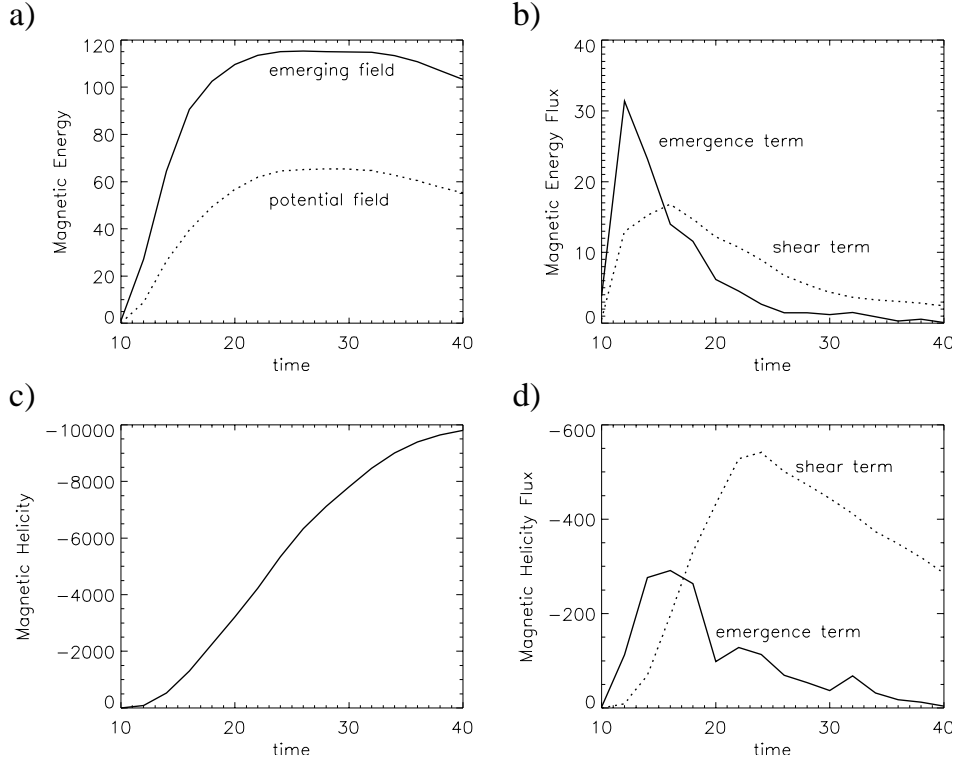 a)
120
100
80
60
40
20
0
Magnetic Energy
emerging field
potential field
10 20 30 40
time
b)
40
30
20
10
0
Magnetic Energy Flux
emergence term
shear term
10 20 30 40
time
c)
-10000
-8000
-6000
-4000
-2000
0
Magnetic Helicity
10 20 30 40
time
d)
-600
-400
-200
0
Magnetic Helicity Flux
shear term
emergence term
10 20 30 40
time